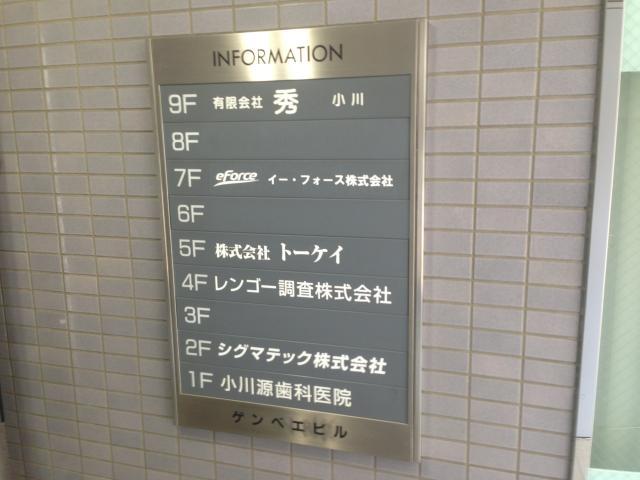 INFORMATION
9F 有限会社 秀 小川
8F
7F eForce イー・フォース株式会社
6F
5F 株式会社 トーケイ
4F レンゴー調査株式会社
3F
2F シグマテック株式会社
1F 小川源歯科医院
ゲンベエビル